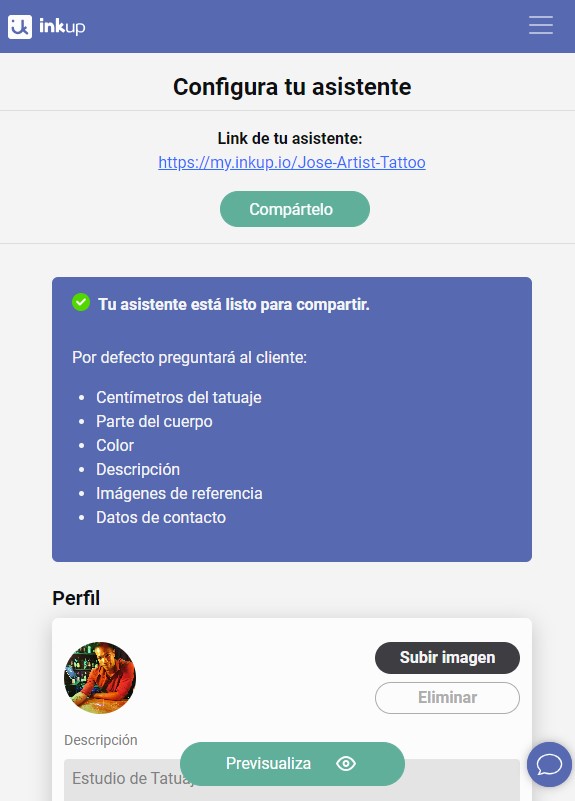 inkup
Configura tu asistente
Link de tu asistente:
https://my.inkup.io/Jose-Artist-Tattoo
Compártelo
Tu asistente está listo para compartir.
Por defecto preguntará al cliente:
Centímetros del tatuaje
Parte del cuerpo
Color
Descripción
Imágenes de referencia
Datos de contacto
Perfil
Subir imagen
Eliminar
Descripción
Previsualiza
Estudio de